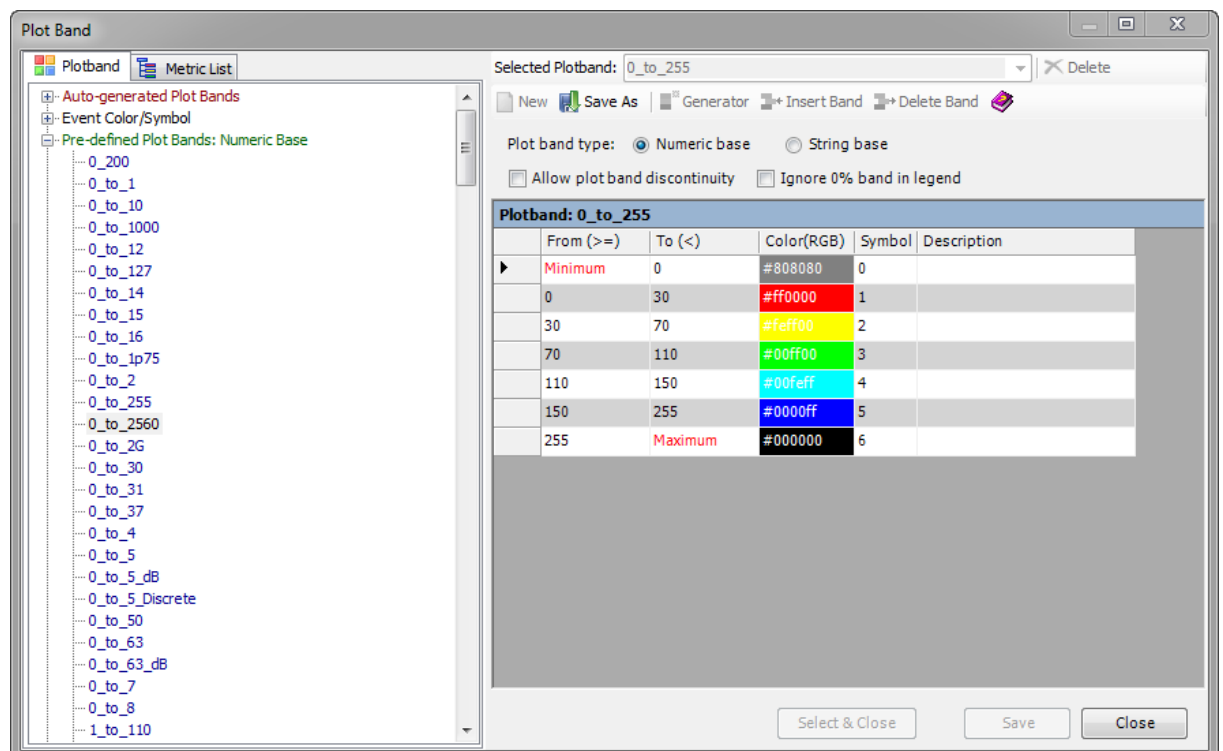 Plot Band
Plotband Metric List
Auto-generated Plot Bands
Event Color/Symbol
Pre-defined Plot Bands: Numeric Base
0_200
0_to_1
0_to_10
0_to_1000
0_to_12
0_to_127
0_to_14
0_to_15
0_to_16
0_to_1p75
0_to_2
0_to_255
0_to_2560
0_to_2G
0_to_30
0_to_31
0_to_37
0_to_4
0_to_5
0_to_5_dB
0_to_5_Discrete
0_to_50
0_to_63
0_to_63_dB
0_to_7
0_to_8
1_to_110
Selected Plotband: 0_to_255 Delete
New Save As Generator Insert Band Delete Band
Plot band type: Numeric base String base
Allow plot band discontinuity Ignore 0% band in legend
Plotband: 0_to_255
From (>=) To (<) Color(RGB) Symbol Description
Minimum 0 #808080 0
0 30 #ff0000 1
30 70 #feff00 2
70 110 #00ff00 3
110 150 #00feff 4
150 255 #0000ff 5
255 Maximum #000000 6
Select & Close Save Close